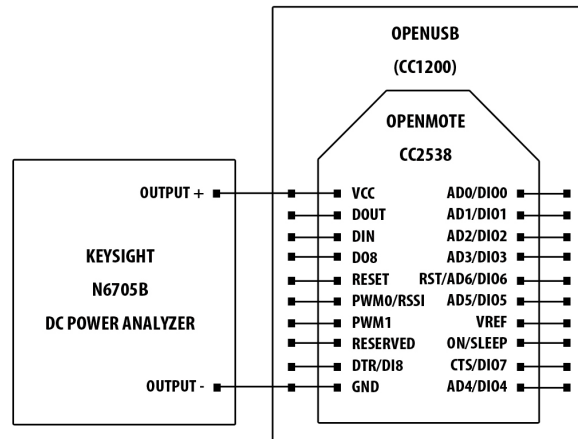 OPENUSB
(CC1200)
OPENMOTE
CC2538
KEYSIGHT
N6705B
DC POWER ANALYZER
OUTPUT +
OUTPUT -
VCC AD0/DIO0
DOUT AD1/DIO1
DIN AD2/DIO2
DO8 AD3/DIO3
RESET RST/AD6/DIO6
PWM0/RSSI AD5/DIO5
PWM1 VREF
RESERVED ON/SLEEP
DTR/DI8 CTS/DIO7
GND AD4/DIO4